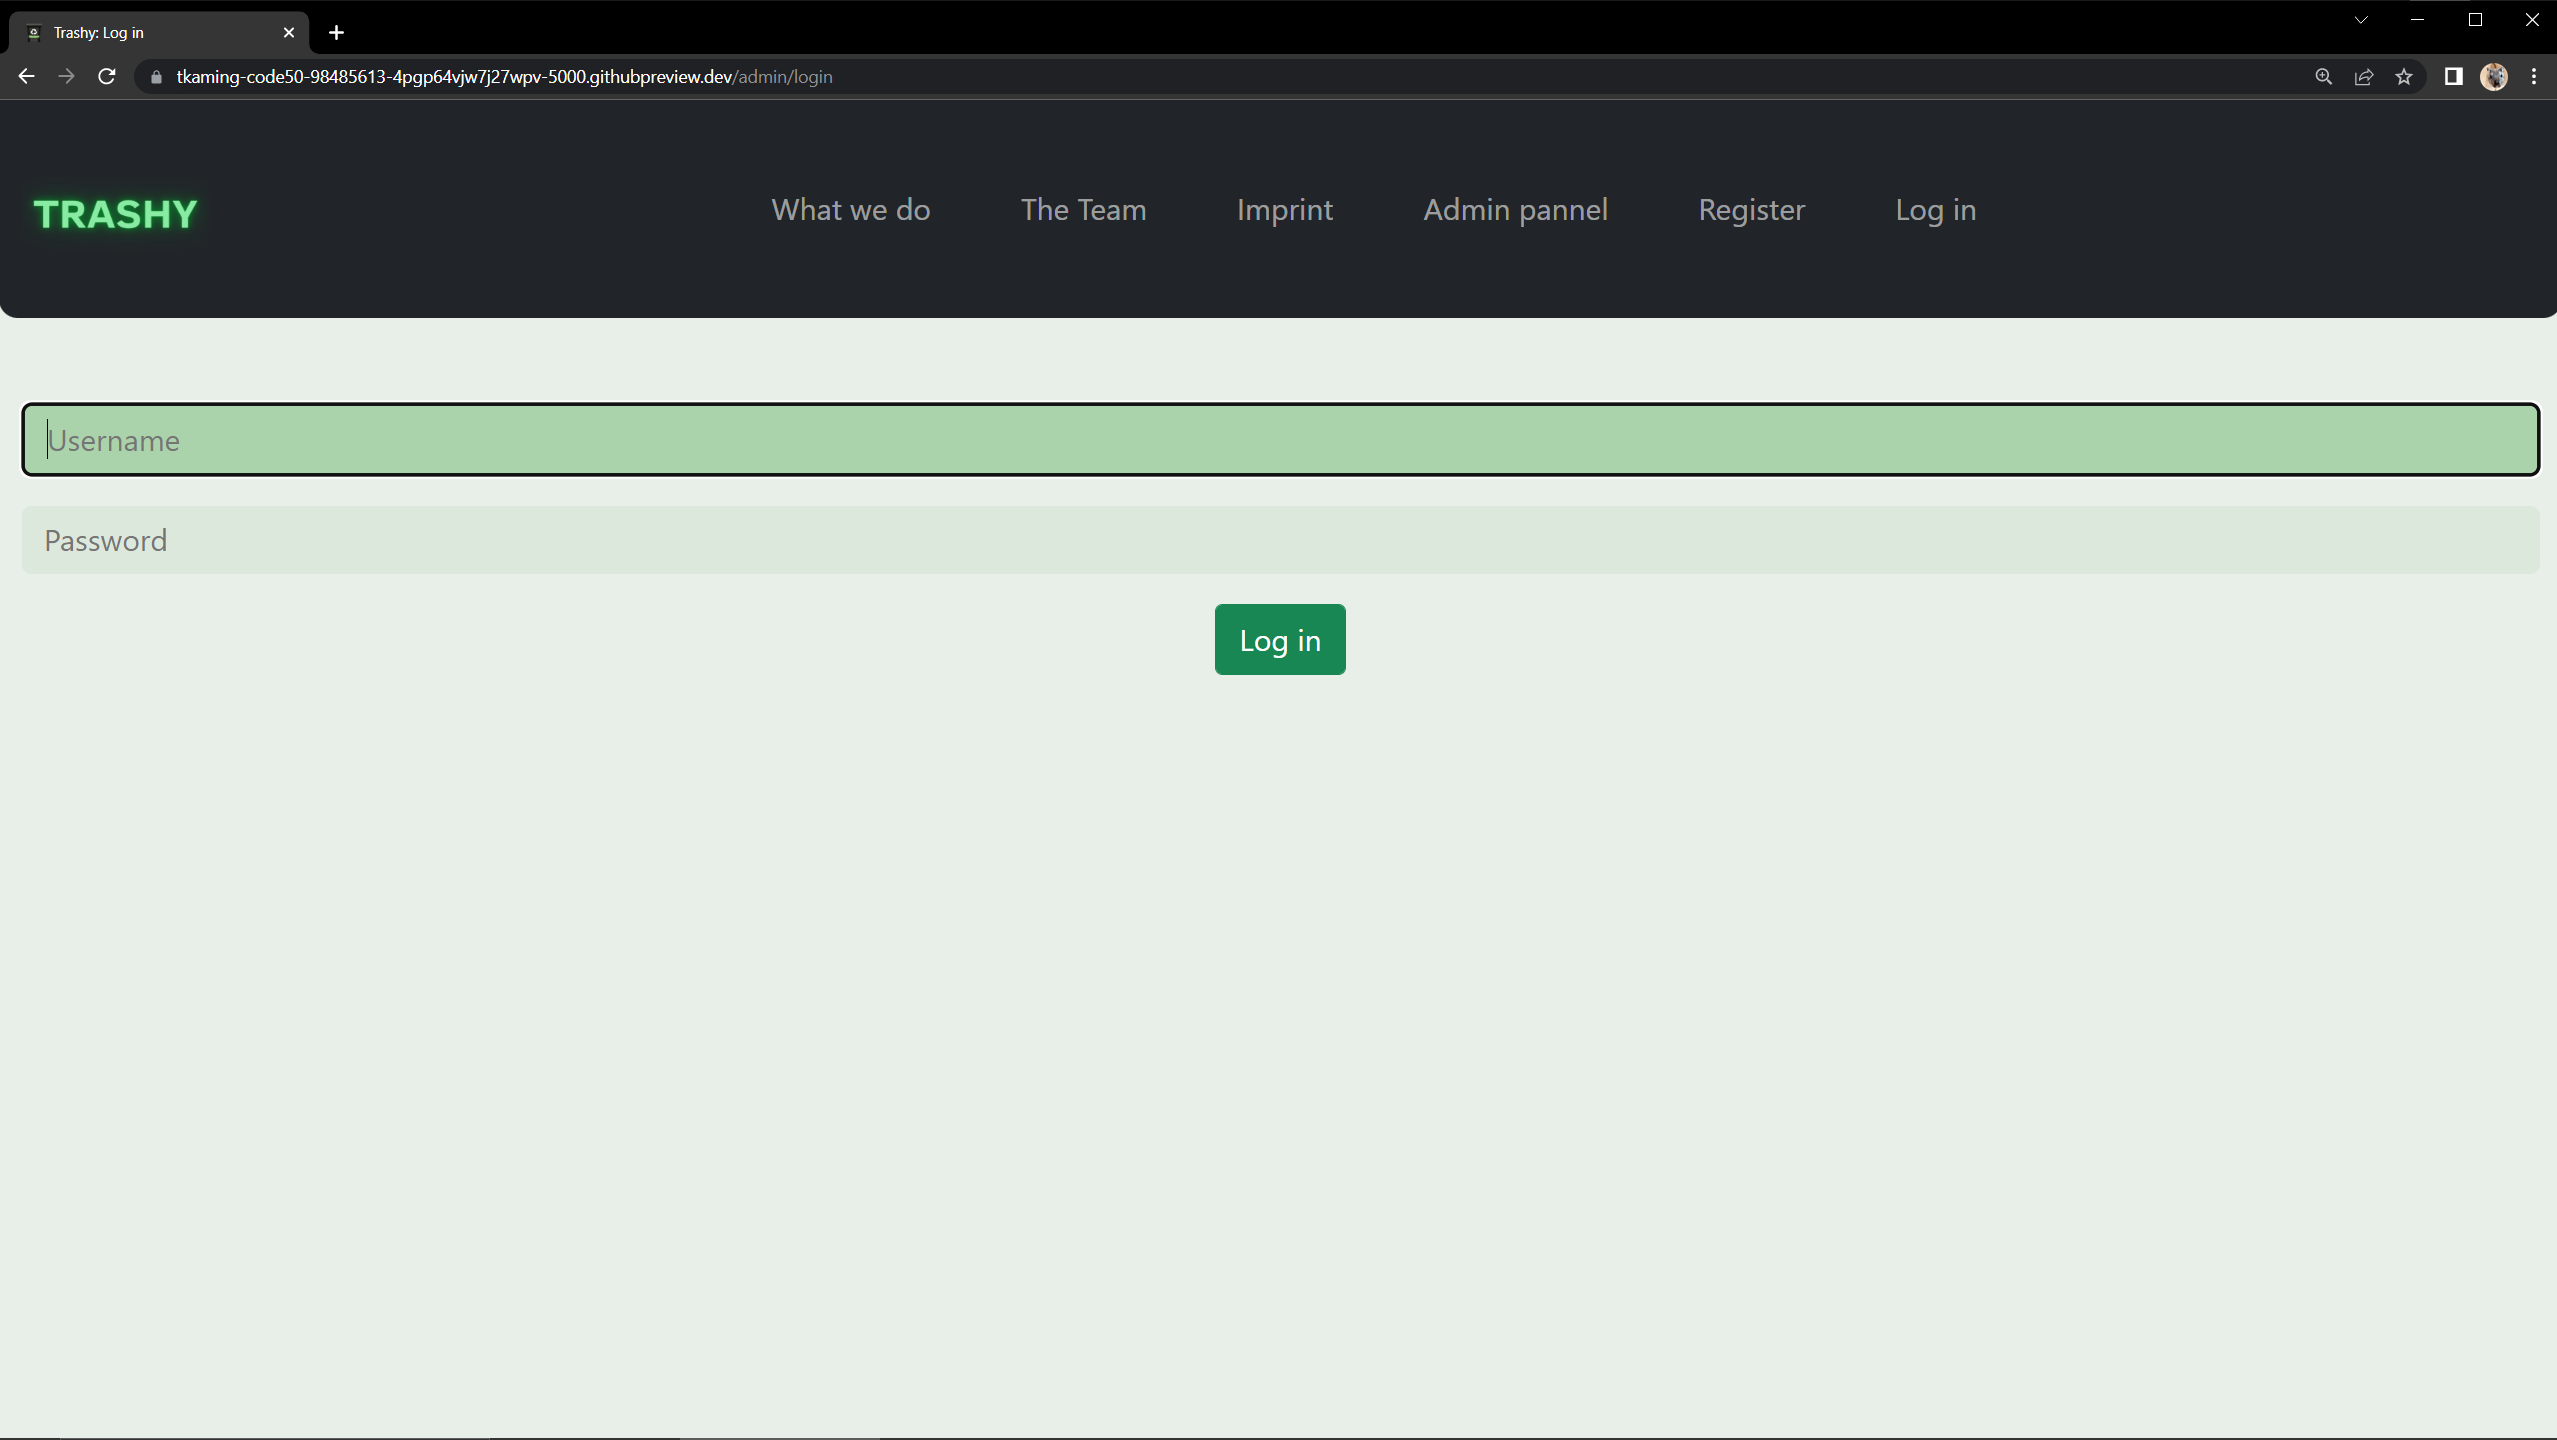 Trashy: Log in
tkaming-code50-98485613-4pgp64vjw7j27wpv-5000.githubpreview.dev/admin/login
TRASHY
What we do
The Team
Imprint
Admin pannel
Register
Log in
Username
Password
Log in